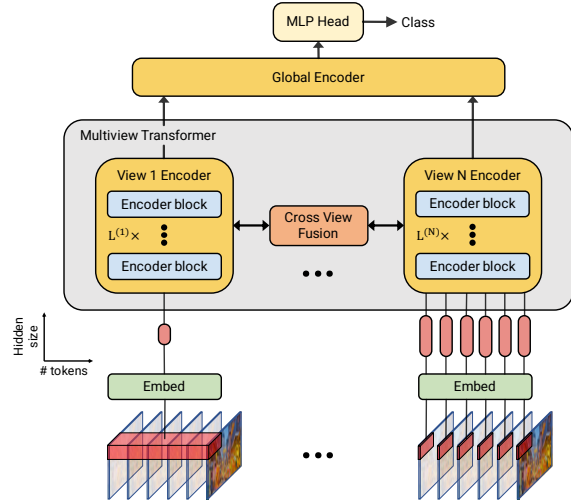 MLP Head
Class
Global Encoder
Multiview Transformer
View 1 Encoder
Encoder block
L(1)×
Encoder block
Cross View
Fusion
View N Encoder
Encoder block
L(N)×
Encoder block
Hidden
size
# tokens
Embed
Embed